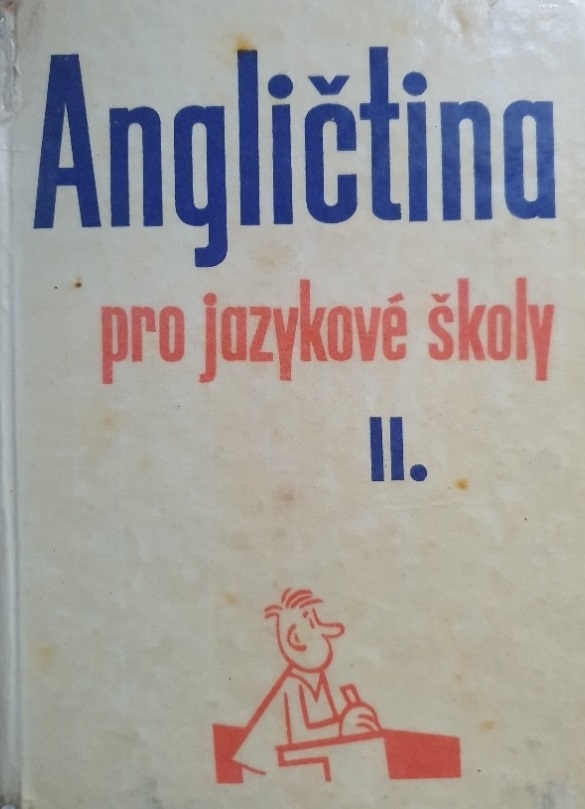 Angličtina
pro jazykové školy
II.